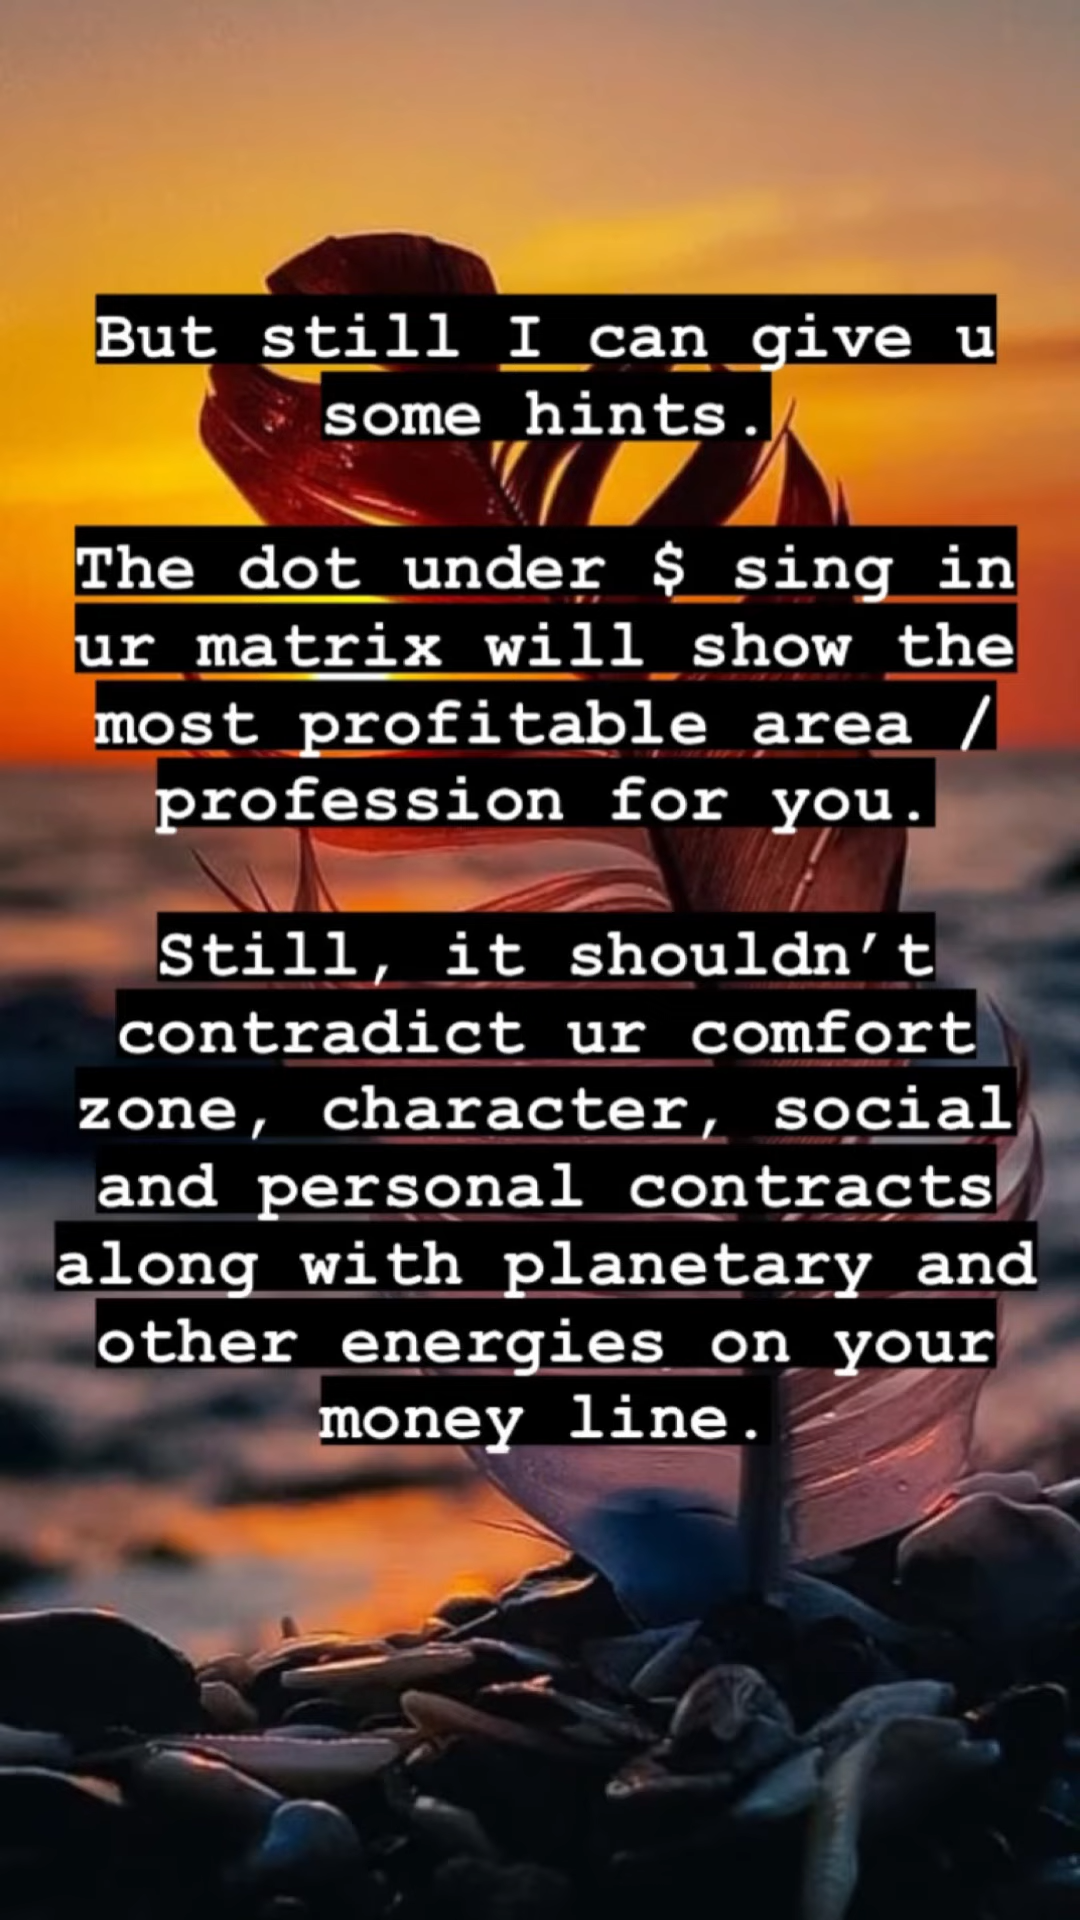 But still I can give u
some hints.
The dot under $ sing in
ur matrix will show the
most profitable area /
profession for you.
Still, it shouldn’t
contradict ur comfort
zone, character, social
and personal contracts
along with planetary and
other energies on your
money line.